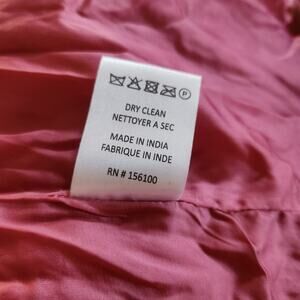 P
DRY CLEAN
NETTOYER A SEC
MADE IN INDIA
FABRIQUE IN INDE
RN # 156100